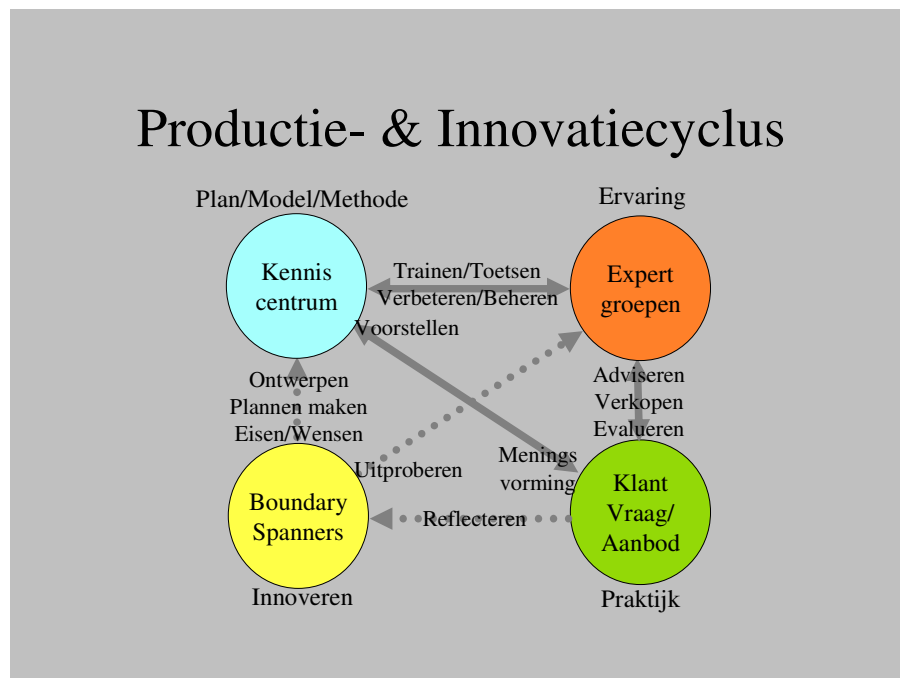 Productie- & Innovatiecyclus
Plan/Model/Methode
Ervaring
Kennis
centrum
Trainen/Toetsen
Verbeteren/Beheren
Expert
groepen
Voorstellen
Ontwerpen
Plannen maken
Eisen/Wensen
Adviseren
Verkopen
Evalueren
Uitproberen
Menings
vorming
Boundary
Spanners
Reflecteren
Klant
Vraag/
Aanbod
Innoveren
Praktijk